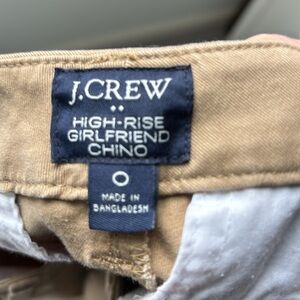 J.CREW
HIGH-RISE
GIRLFRIEND
CHINO
0
MADE IN
BANGLADESH